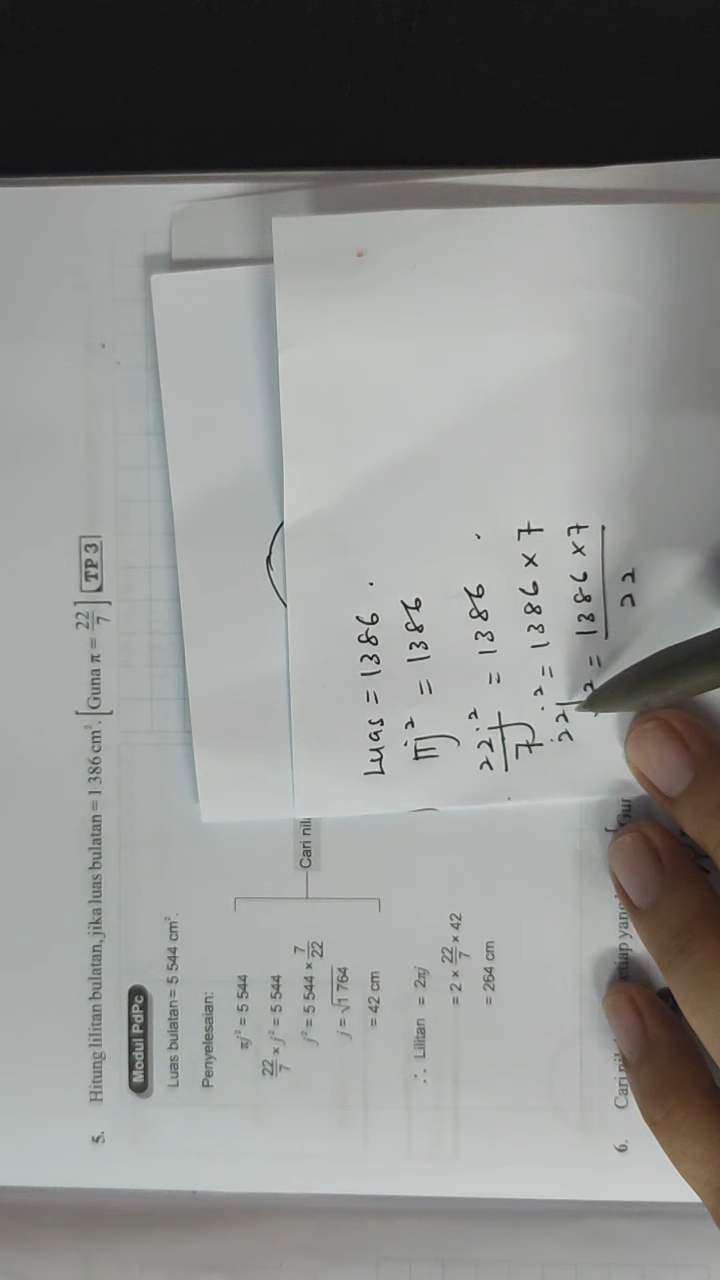 5. Hitung lilitan bulatan, jika luas bulatan = 1 386 cm². [Guna π = 22/7] TP 3
Modul PdPc
Luas bulatan = 5 544 cm².
Penyelesaian:
πj² = 5 544
22/7 × j² = 5 544
j² = 5 544 × 7/22
j = √1 764
= 42 cm
Cari
∴ Lilitan = 2πj
= 2 × 22/7 × 42
= 264 cm
Luas = 1386.
πj² = 1386
22/7 j² = 1386.
22j² = 1386 × 7
² = 1386 × 7 / 22
6. Cari